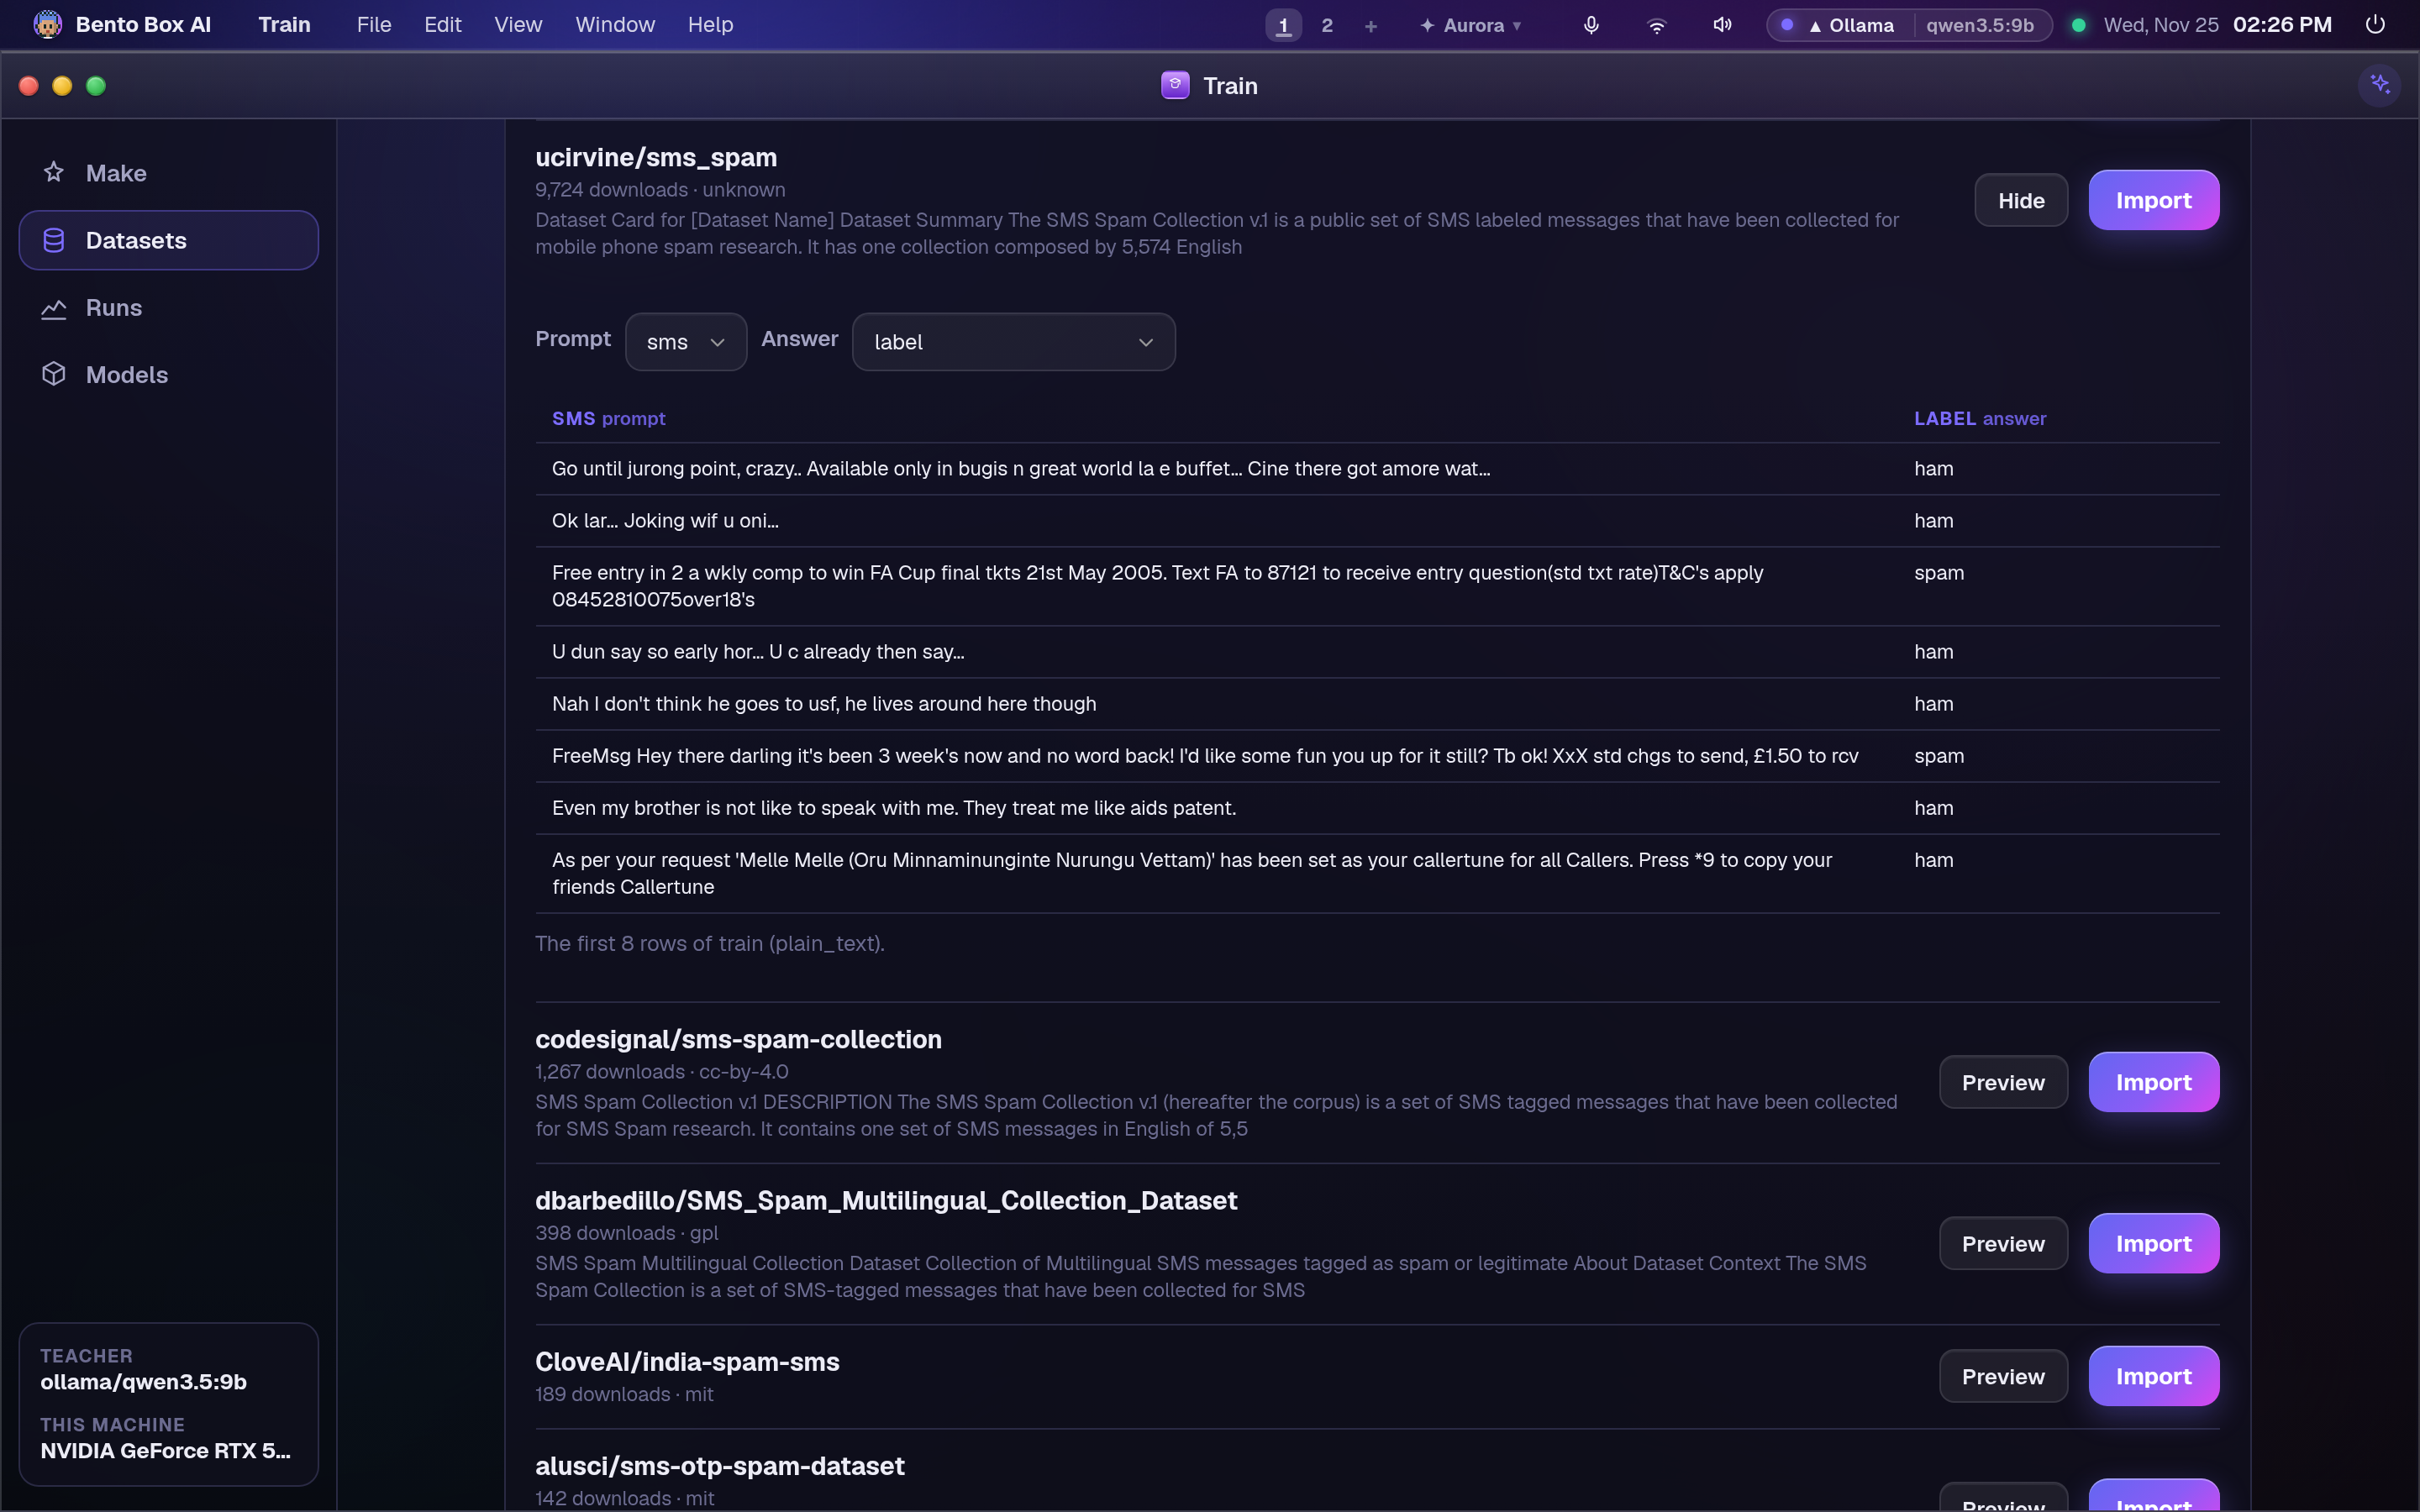 Bento Box AI Train File Edit View Window Help 1 2 + Aurora ▾ ▲ Ollama qwen3.5:9b Wed, Nov 25 02:26 PM
Train
Make
Datasets
Runs
Models
TEACHER
ollama/qwen3.5:9b
THIS MACHINE
NVIDIA GeForce RTX 5...
ucirvine/sms_spam
9,724 downloads · unknown
Dataset Card for [Dataset Name] Dataset Summary The SMS Spam Collection v.1 is a public set of SMS labeled messages that have been collected for
mobile phone spam research. It has one collection composed by 5,574 English
Hide Import
Prompt sms Answer label
SMS prompt LABEL answer
Go until jurong point, crazy.. Available only in bugis n great world la e buffet... Cine there got amore wat... ham
Ok lar... Joking wif u oni... ham
Free entry in 2 a wkly comp to win FA Cup final tkts 21st May 2005. Text FA to 87121 to receive entry question(std txt rate)T&C's apply spam
08452810075over18's
U dun say so early hor... U c already then say... ham
Nah I don't think he goes to usf, he lives around here though ham
FreeMsg Hey there darling it's been 3 week's now and no word back! I'd like some fun you up for it still? Tb ok! XxX std chgs to send, £1.50 to rcv spam
Even my brother is not like to speak with me. They treat me like aids patent. ham
As per your request 'Melle Melle (Oru Minnaminunginte Nurungu Vettam)' has been set as your callertune for all Callers. Press *9 to copy your ham
friends Callertune
The first 8 rows of train (plain_text).
codesignal/sms-spam-collection
1,267 downloads · cc-by-4.0
SMS Spam Collection v.1 DESCRIPTION The SMS Spam Collection v.1 (hereafter the corpus) is a set of SMS tagged messages that have been collected
for SMS Spam research. It contains one set of SMS messages in English of 5,5
Preview Import
dbarbedillo/SMS_Spam_Multilingual_Collection_Dataset
398 downloads · gpl
SMS Spam Multilingual Collection Dataset Collection of Multilingual SMS messages tagged as spam or legitimate About Dataset Context The SMS
Spam Collection is a set of SMS-tagged messages that have been collected for SMS
Preview Import
CloveAI/india-spam-sms
189 downloads · mit
Preview Import
alusci/sms-otp-spam-dataset
142 downloads · mit
Preview Import